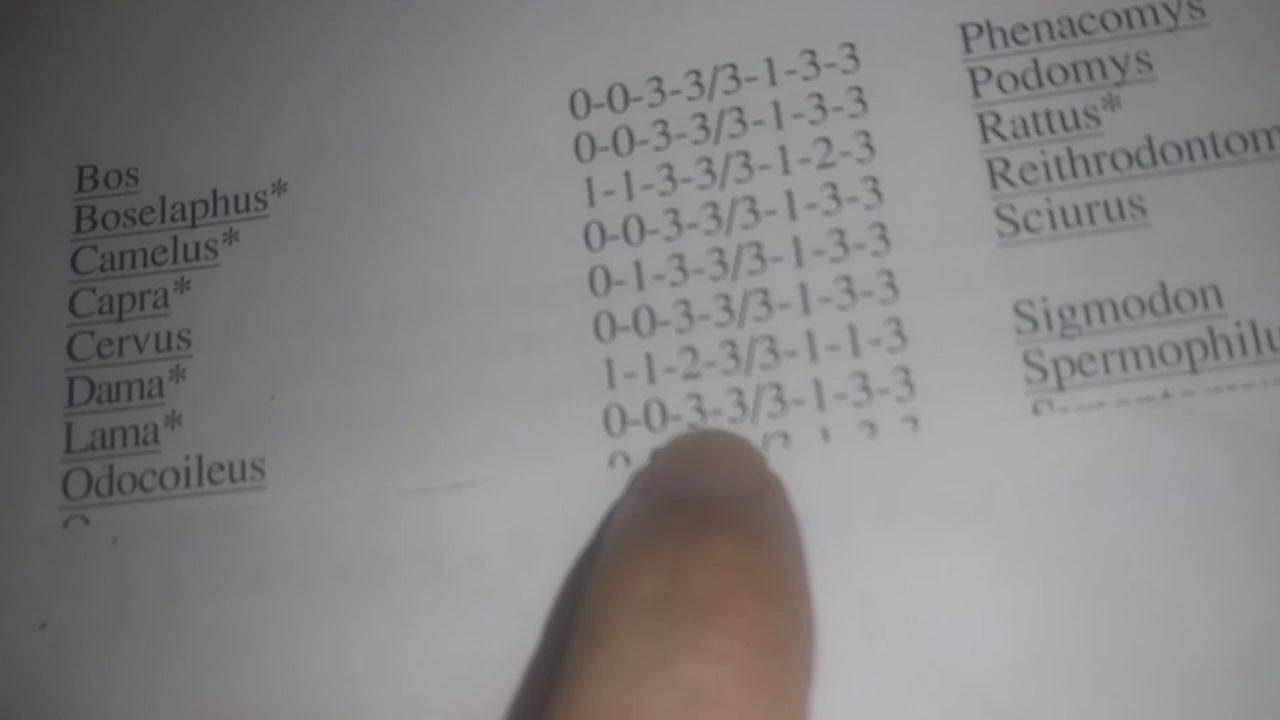 Bos 0-0-3-3/3-1-3-3
Boselaphus* 0-0-3-3/3-1-3-3
Camelus* 1-1-3-3/3-1-2-3
Capra* 0-0-3-3/3-1-3-3
Cervus 0-1-3-3/3-1-3-3
Dama* 0-0-3-3/3-1-3-3
Lama* 1-1-2-3/3-1-1-3
Odocoileus 0-0-3-3/3-1-3-3
Phenacomys
Podomys
Rattus*
Reithrodontom
Sciurus
Sigmodon
Spermophilu